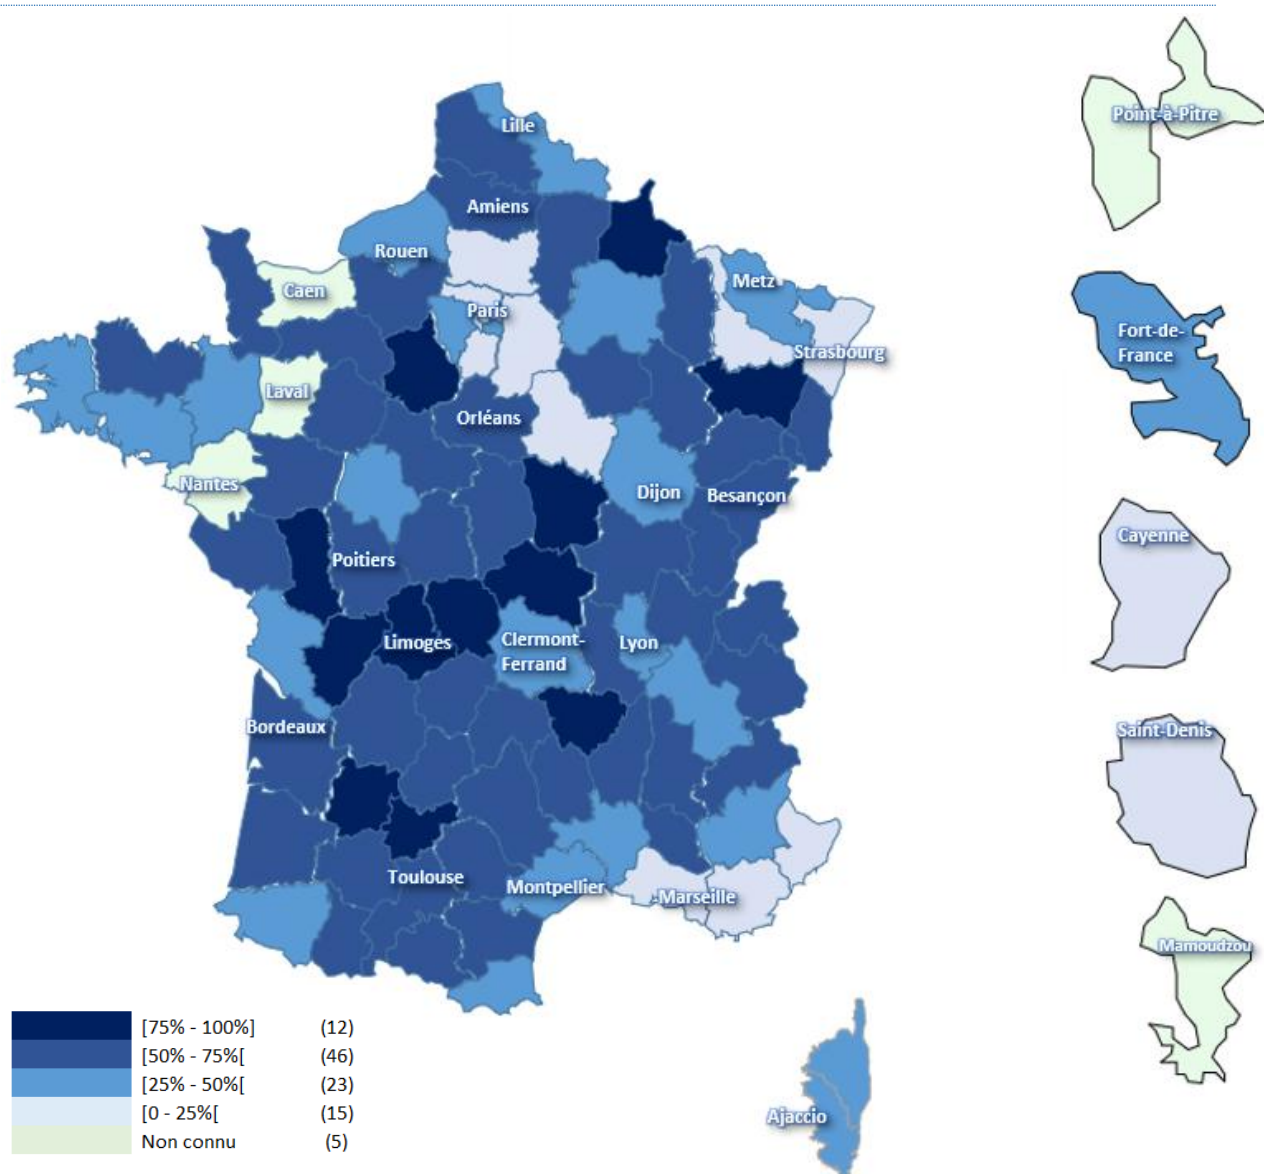 Lille
Amiens
Rouen
Caen
Paris
Metz
Strasbourg
Laval
Orléans
Nantes
Dijon
Besançon
Poitiers
Limoges
Clermont-
Ferrand
Lyon
Bordeaux
Toulouse
Montpellier
Marseille
Ajaccio
Point-à-Pitre
Fort-de-
France
Cayenne
Saint-Denis
Mamoudzou
[75% - 100%] (12)
[50% - 75%[ (46)
[25% - 50%[ (23)
[0 - 25%[ (15)
Non connu (5)